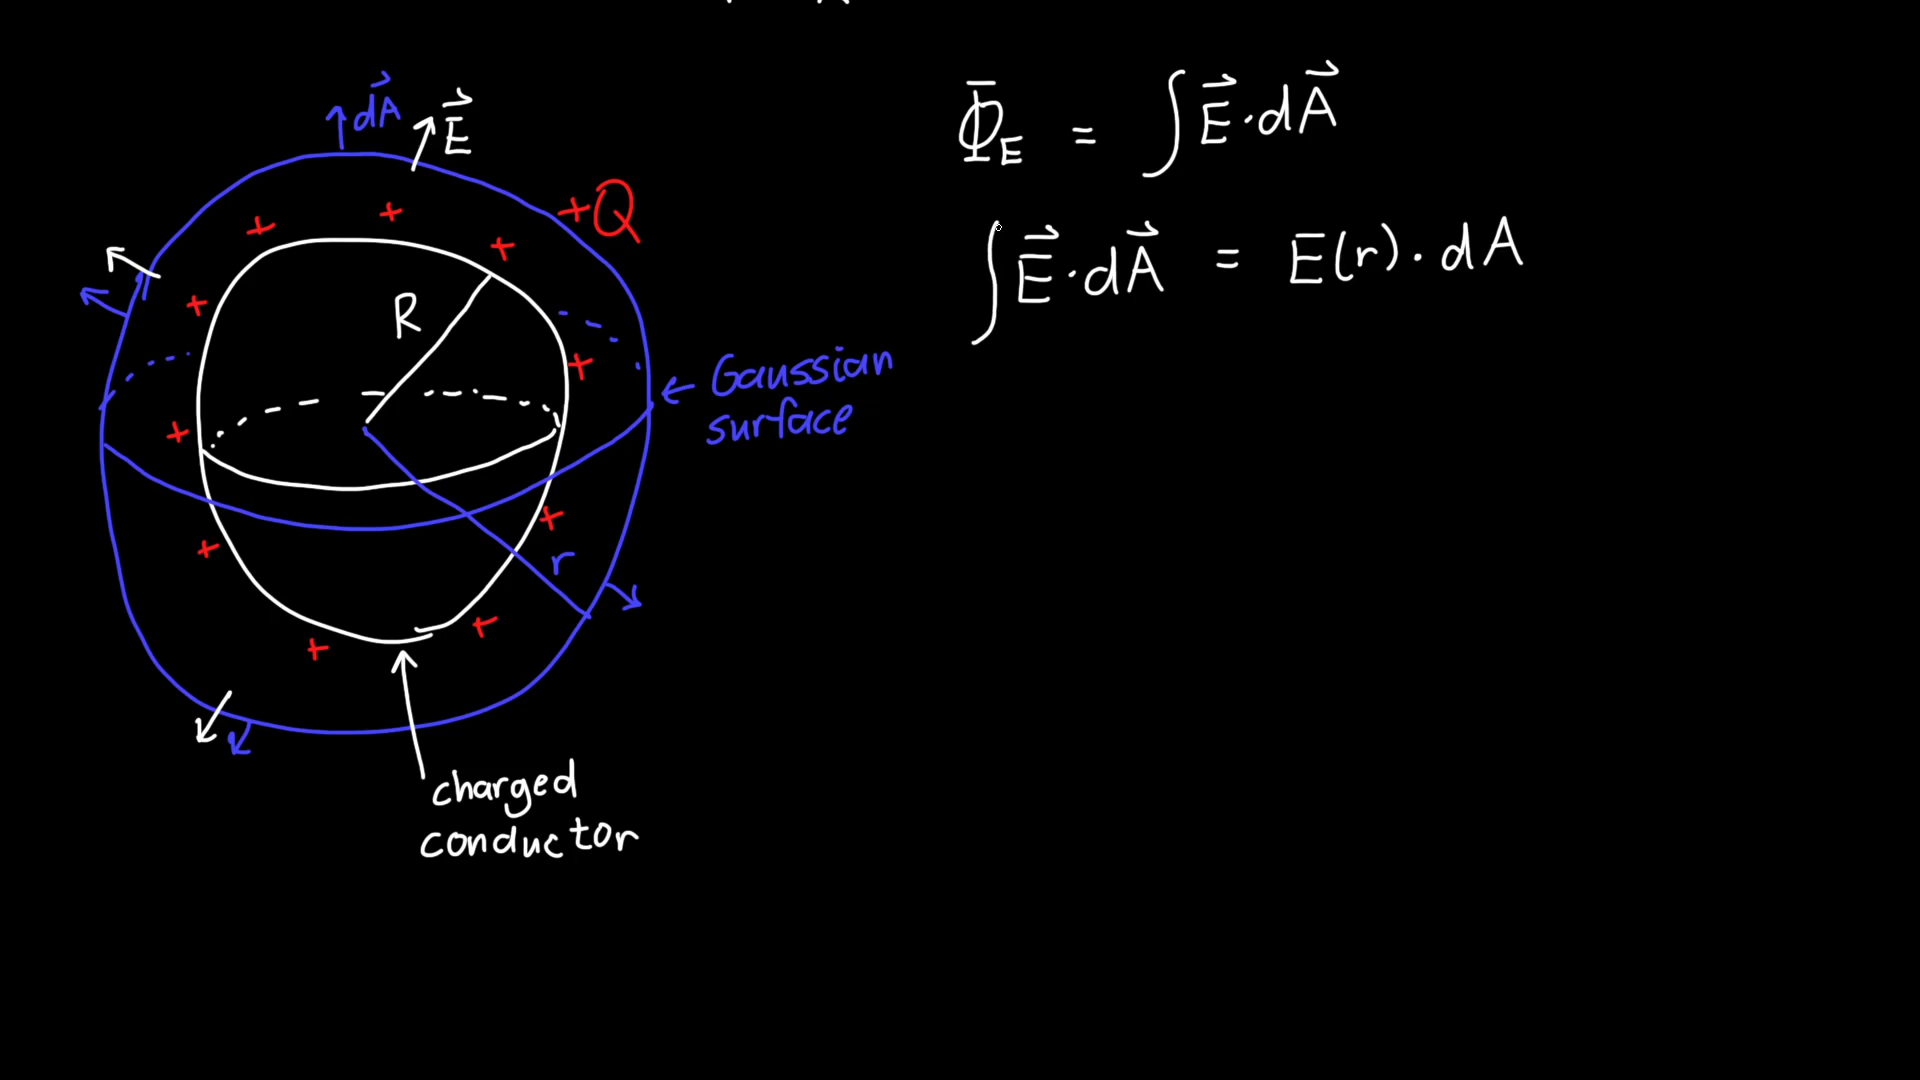 dA⃗
E⃗
+Q
+ + +
R
+
+
+
← Gaussian
surface
+
+
r
+
+
+
charged
conductor
Φ_E = ∫E⃗·dA⃗
∫E⃗·dA⃗ = E(r)·dA